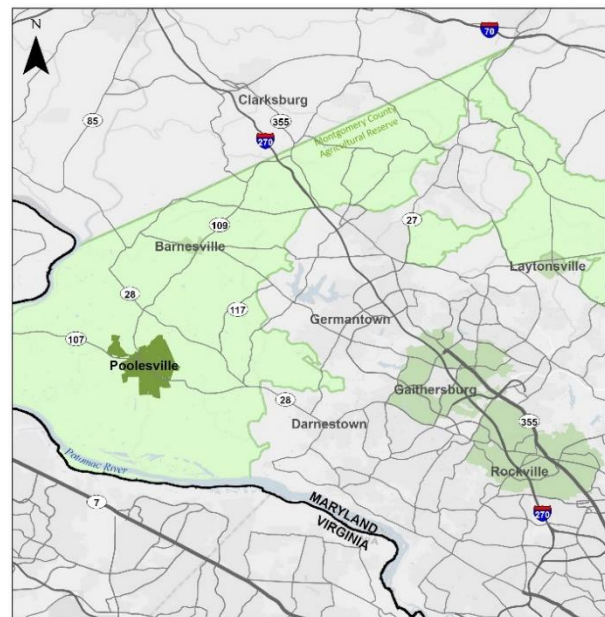 N
70
85
Clarksburg
355
270
Montgomery County
Agricultural Reserve
27
109
Barnesville
Laytonsville
28
117
Germantown
107
Poolesville
Gaithersburg
28
Darnestown
355
Rockville
Potomac River
7
MARYLAND
VIRGINIA
270